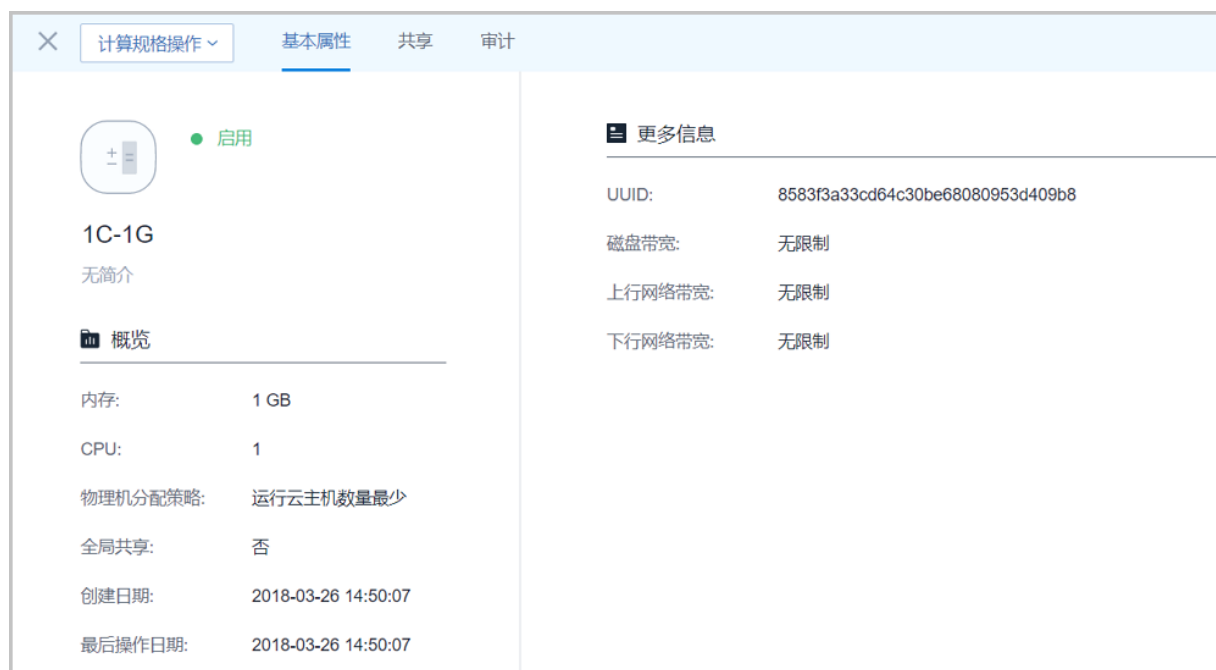 计算规格操作 基本属性 共享 审计
启用
1C-1G
无简介
概览
内存: 1 GB
CPU: 1
物理机分配策略: 运行云主机数量最少
全局共享: 否
创建日期: 2018-03-26 14:50:07
最后操作日期: 2018-03-26 14:50:07
更多信息
UUID: 8583f3a33cd64c30be68080953d409b8
磁盘带宽: 无限制
上行网络带宽: 无限制
下行网络带宽: 无限制